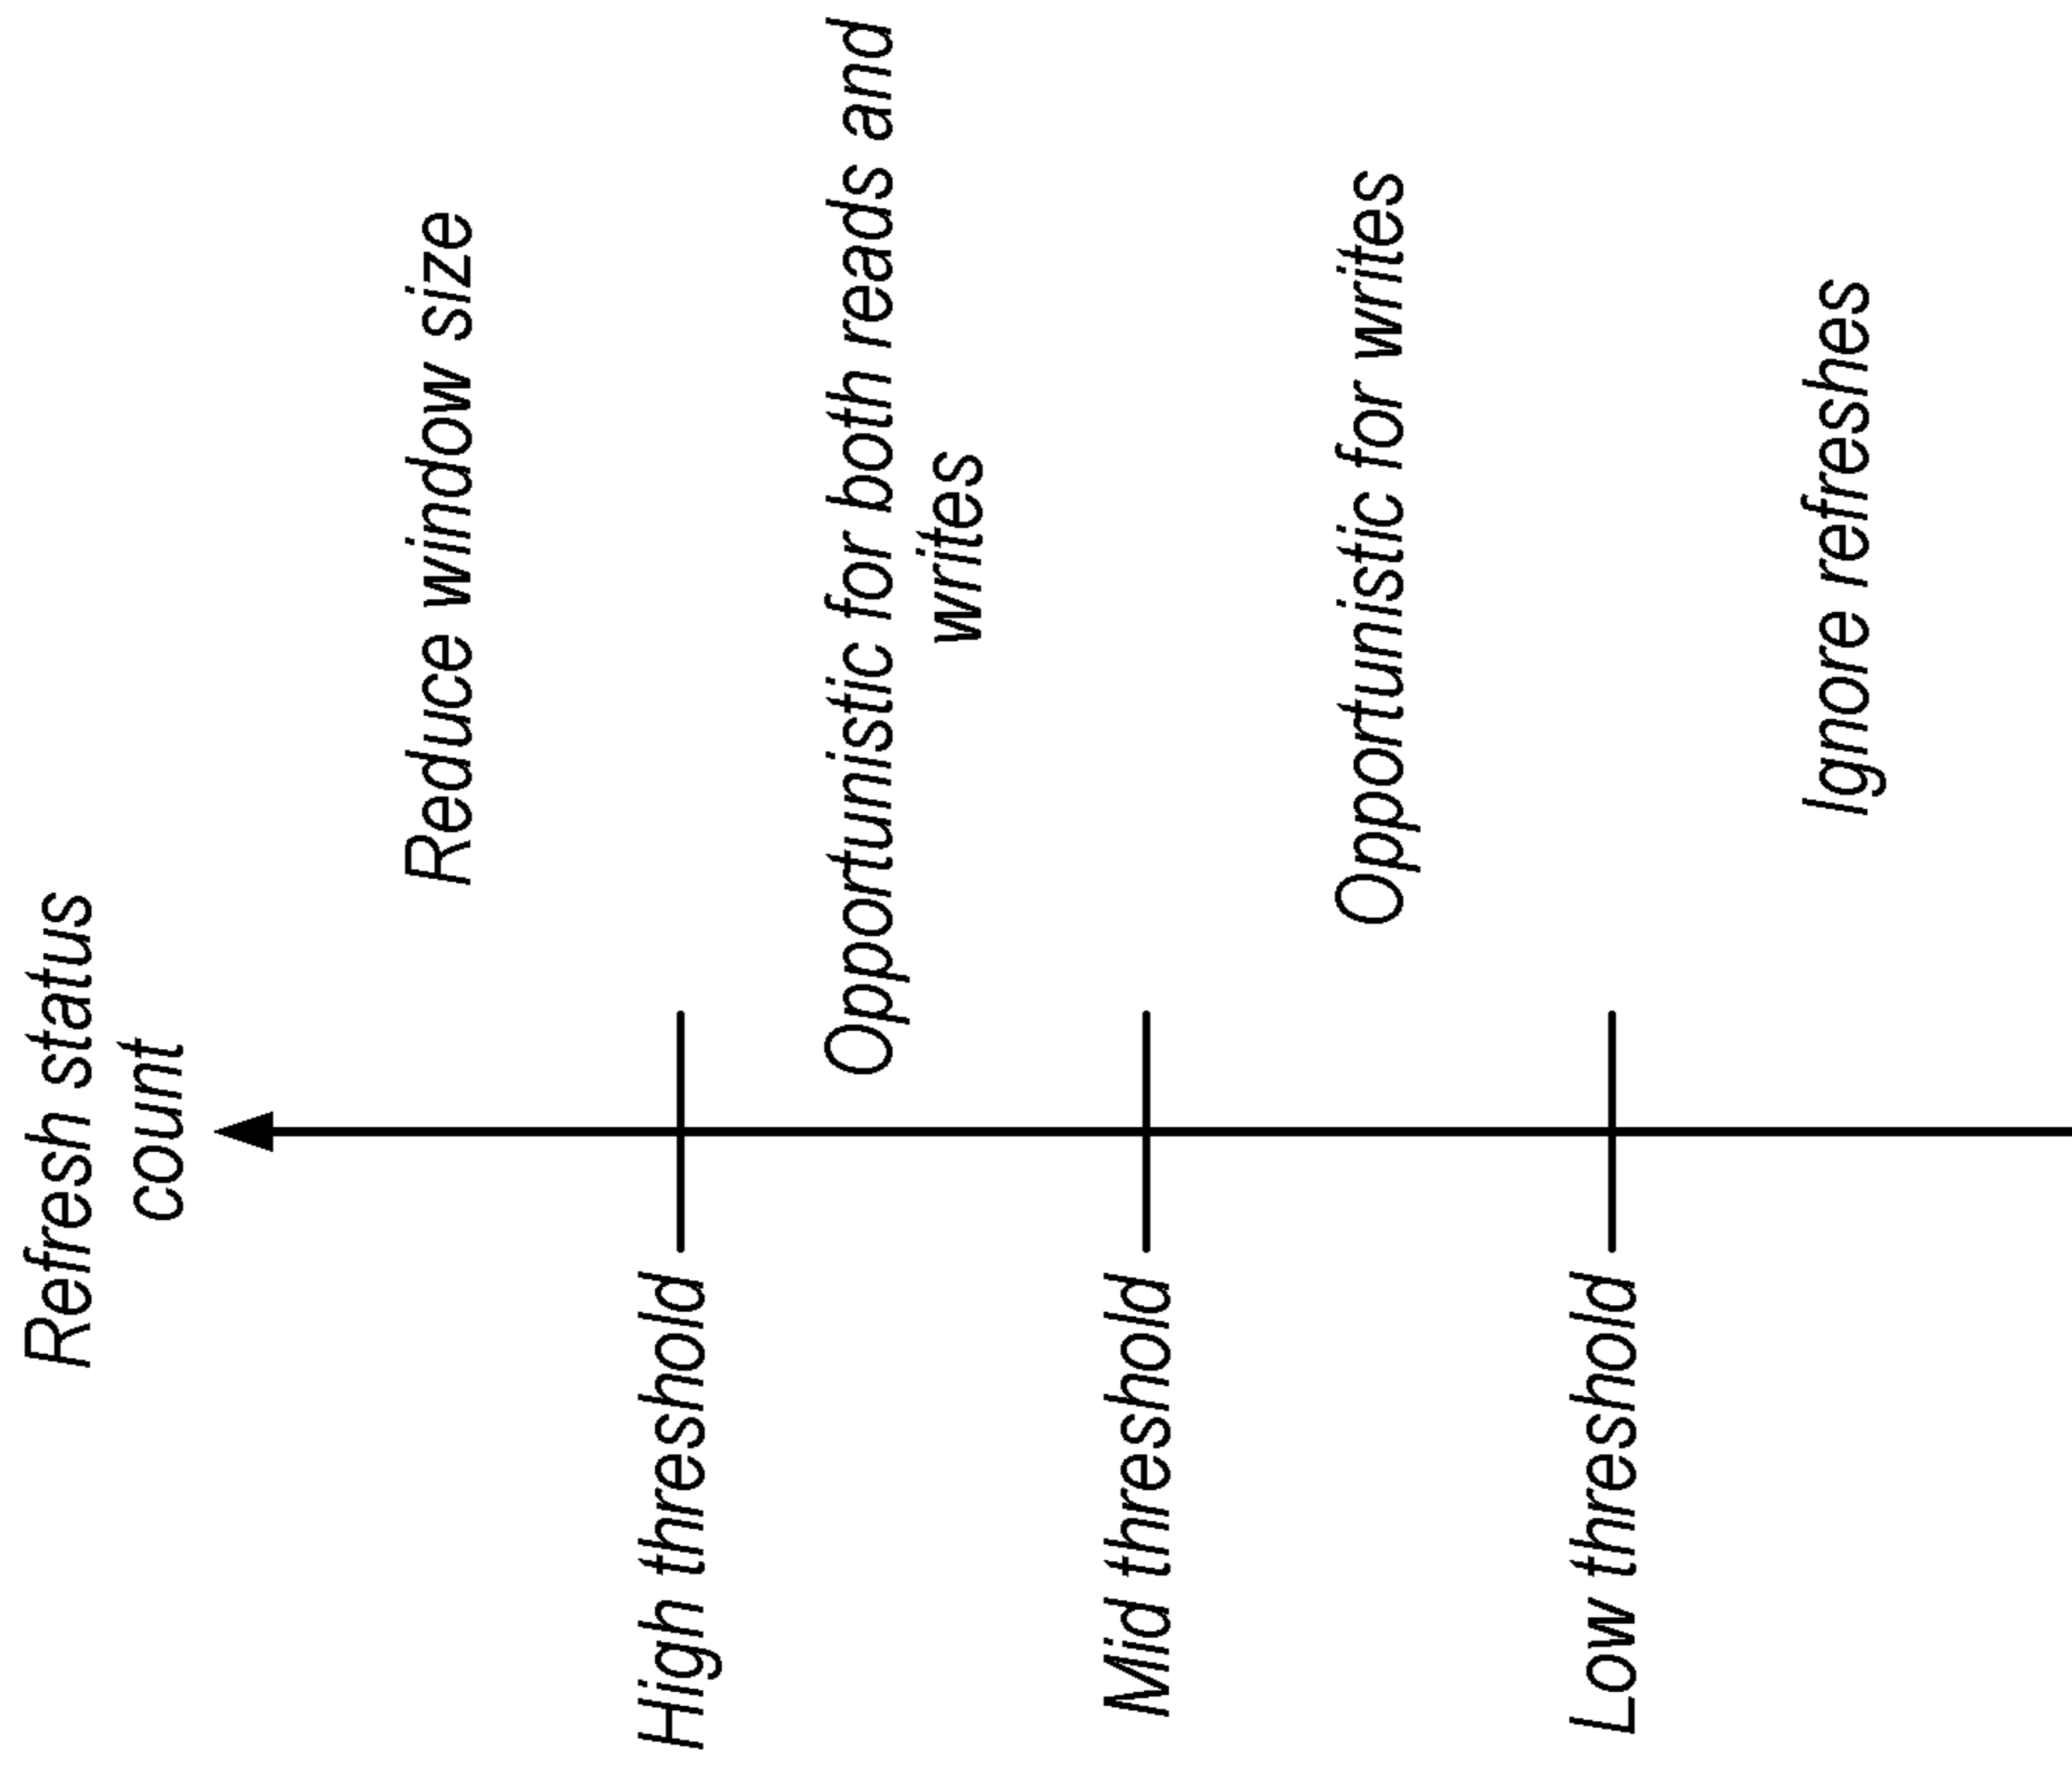 Refresh status
count
Reduce window size
High threshold
Opportunistic for both reads and
writes
Mid threshold
Opportunistic for writes
Low threshold
Ignore refreshes